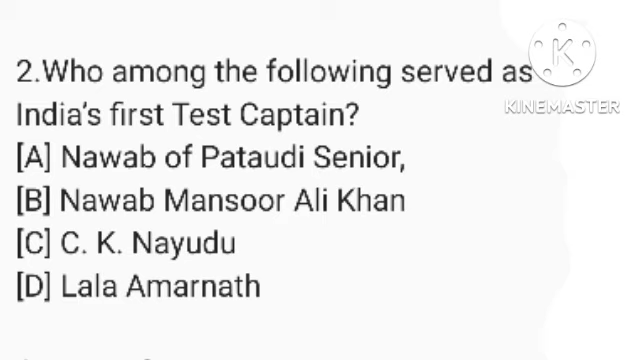 2.Who among the following served as
India's first Test Captain?
[A] Nawab of Pataudi Senior,
[B] Nawab Mansoor Ali Khan
[C] C. K. Nayudu
[D] Lala Amarnath
K
KINEMASTER